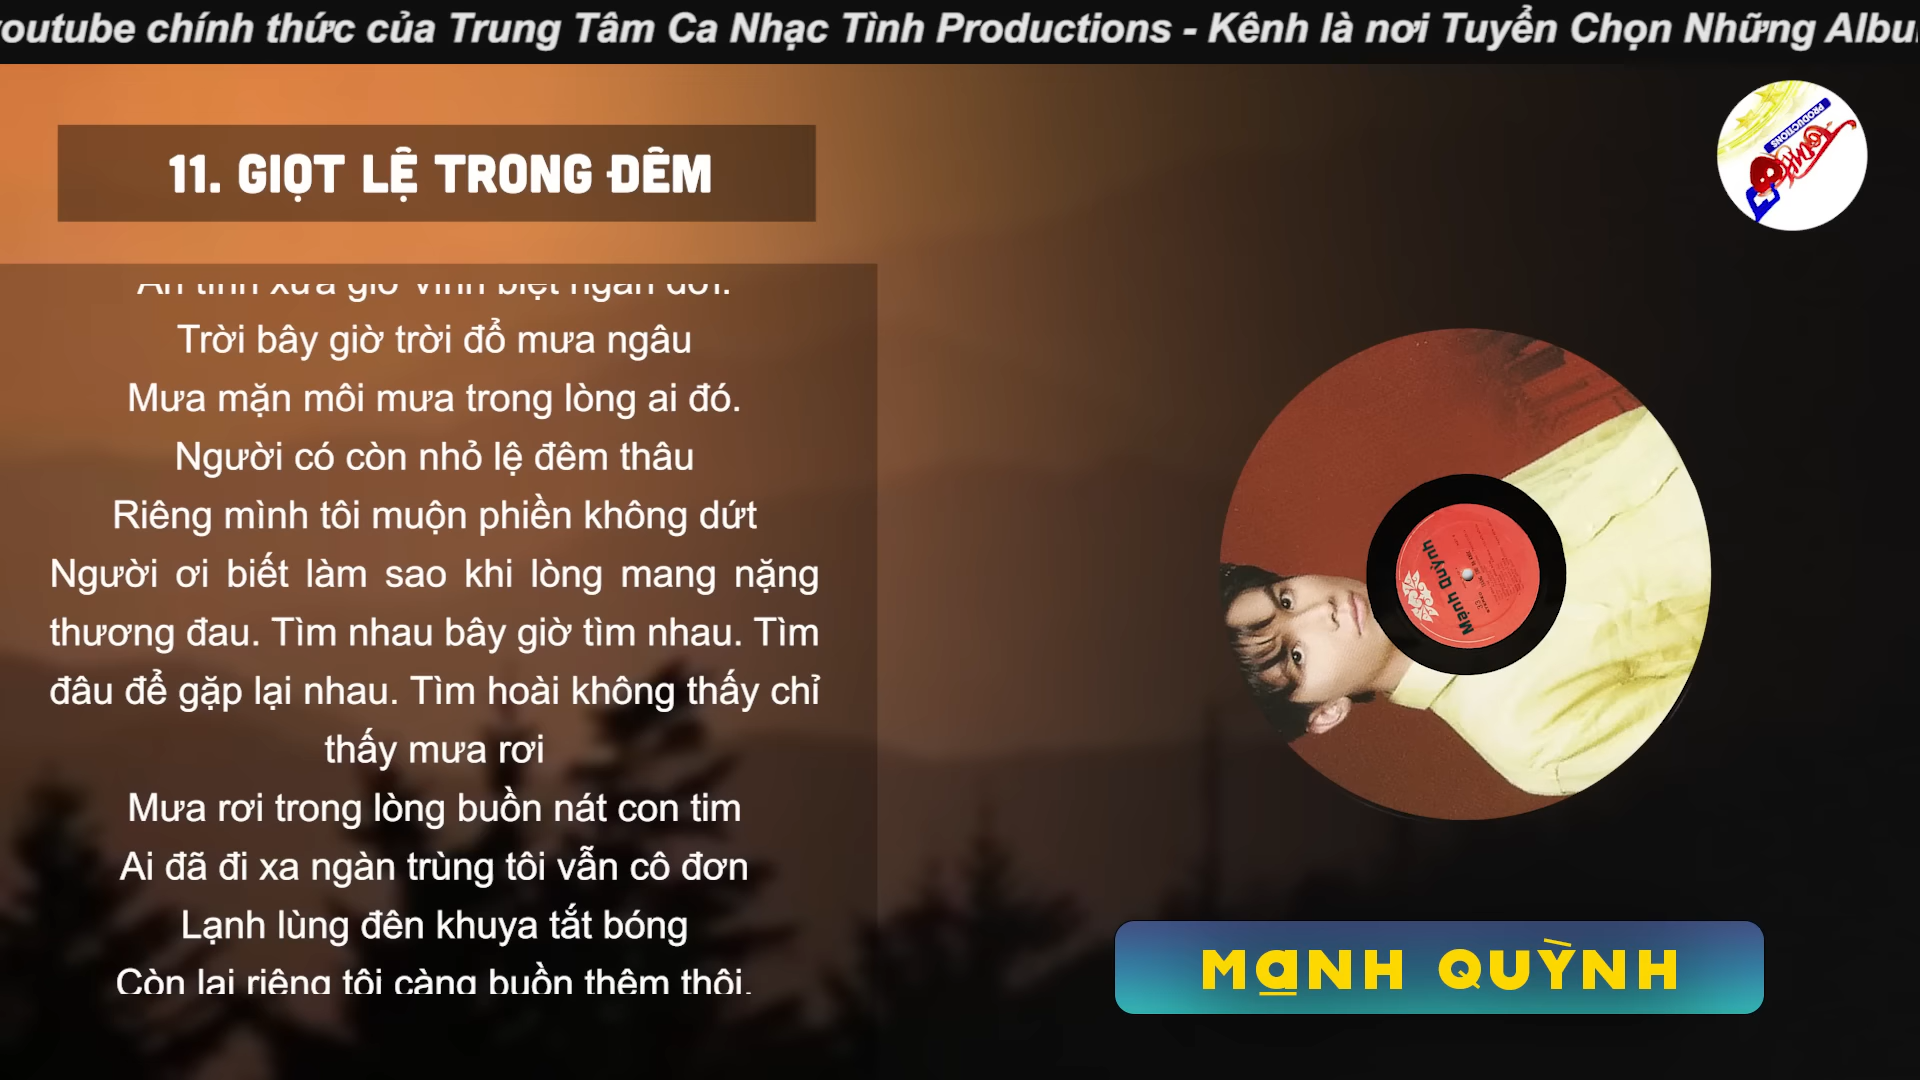 outube chính thức của Trung Tâm Ca Nhạc Tình Productions - Kênh là nơi Tuyển Chọn Những Albu
PRODUCTIONS
11. GIỌT LỆ TRONG ĐÊM
Trời bây giờ trời đổ mưa ngâu
Mưa mặn môi mưa trong lòng ai đó.
Người có còn nhỏ lệ đêm thâu
Riêng mình tôi muộn phiền không dứt
Người ơi biết làm sao khi lòng mang nặng
thương đau. Tìm nhau bây giờ tìm nhau. Tìm
đâu để gặp lại nhau. Tìm hoài không thấy chỉ
thấy mưa rơi
Mưa rơi trong lòng buồn nát con tim
Ai đã đi xa ngàn trùng tôi vẫn cô đơn
Lạnh lùng đên khuya tắt bóng
Còn lại riêng tôi càng buồn thêm thôi.
Mạnh Quỳnh
MẠNH QUỲNH